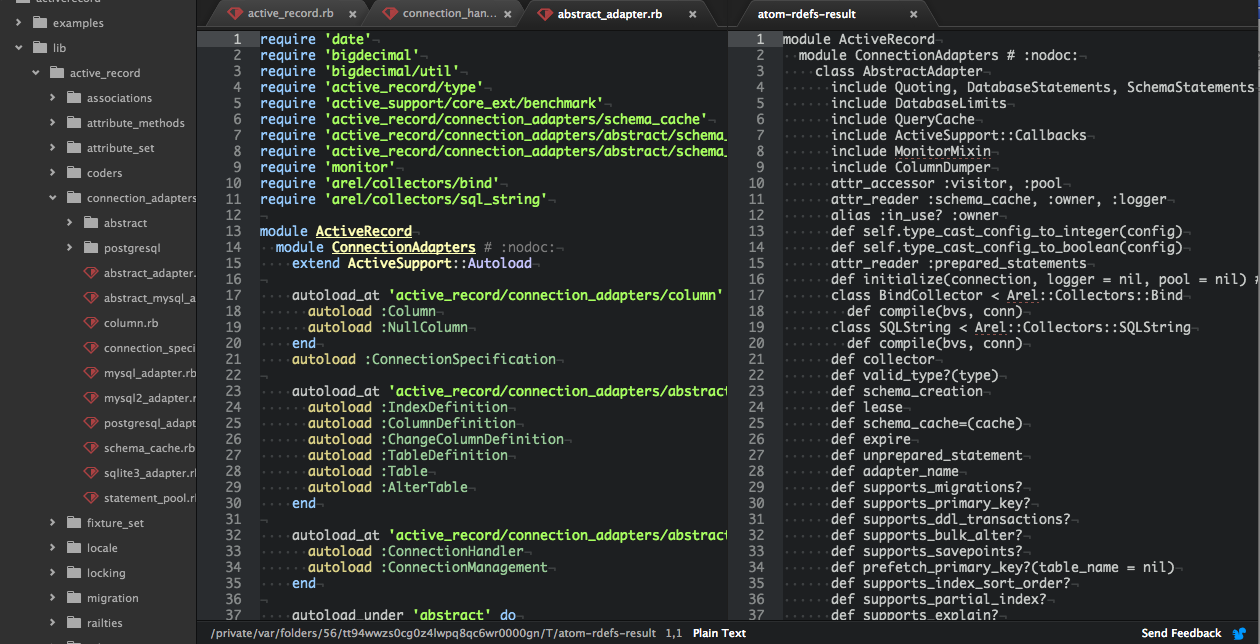 activerecord
examples
lib
active_record
associations
attribute_methods
attribute_set
coders
connection_adapters
abstract
postgresql
abstract_adapter.
abstract_mysql_a
column.rb
connection_speci
mysql_adapter.rb
mysql2_adapter.r
postgresql_adapt
schema_cache.rb
sqlite3_adapter.rl
statement_pool.rl
fixture_set
locale
locking
migration
railties
active_record.rb ×
connection_han... ×
abstract_adapter.rb ×
atom-rdefs-result ×
1 require 'date'
2 require 'bigdecimal'
3 require 'bigdecimal/util'
4 require 'active_record/type'
5 require 'active_support/core_ext/benchmark'
6 require 'active_record/connection_adapters/schema_cache'
7 require 'active_record/connection_adapters/abstract/schema_
8 require 'active_record/connection_adapters/abstract/schema_
9 require 'monitor'
10 require 'arel/collectors/bind'
11 require 'arel/collectors/sql_string'
12
13 module ActiveRecord
14 module ConnectionAdapters # :nodoc:
15 extend ActiveSupport::Autoload
16
17 autoload_at 'active_record/connection_adapters/column'
18 autoload :Column
19 autoload :NullColumn
20 end
21 autoload :ConnectionSpecification
22
23 autoload_at 'active_record/connection_adapters/abstract
24 autoload :IndexDefinition
25 autoload :ColumnDefinition
26 autoload :ChangeColumnDefinition
27 autoload :TableDefinition
28 autoload :Table
29 autoload :AlterTable
30 end
31
32 autoload_at 'active_record/connection_adapters/abstract
33 autoload :ConnectionHandler
34 autoload :ConnectionManagement
35 end
36
37 autoload_under 'abstract' do
1 module ActiveRecord
2 module ConnectionAdapters # :nodoc:
3 class AbstractAdapter
4 include Quoting, DatabaseStatements, SchemaStatements
5 include DatabaseLimits
6 include QueryCache
7 include ActiveSupport::Callbacks
8 include MonitorMixin
9 include ColumnDumper
10 attr_accessor :visitor, :pool
11 attr_reader :schema_cache, :owner, :logger
12 alias :in_use? :owner
13 def self.type_cast_config_to_integer(config)
14 def self.type_cast_config_to_boolean(config)
15 attr_reader :prepared_statements
16 def initialize(connection, logger = nil, pool = nil) #
17 class BindCollector < Arel::Collectors::Bind
18 def compile(bvs, conn)
19 class SQLString < Arel::Collectors::SQLString
20 def compile(bvs, conn)
21 def collector
22 def valid_type?(type)
23 def schema_creation
24 def lease
25 def schema_cache=(cache)
26 def expire
27 def unprepared_statement
28 def adapter_name
29 def supports_migrations?
30 def supports_primary_key?
31 def supports_ddl_transactions?
32 def supports_bulk_alter?
33 def supports_savepoints?
34 def prefetch_primary_key?(table_name = nil)
35 def supports_index_sort_order?
36 def supports_partial_index?
37 def supports_explain?
/private/var/folders/56/tt94wwzs0cg0z4lwpq8qc6wr0000gn/T/atom-rdefs-result 1,1 Plain Text
Send Feedback